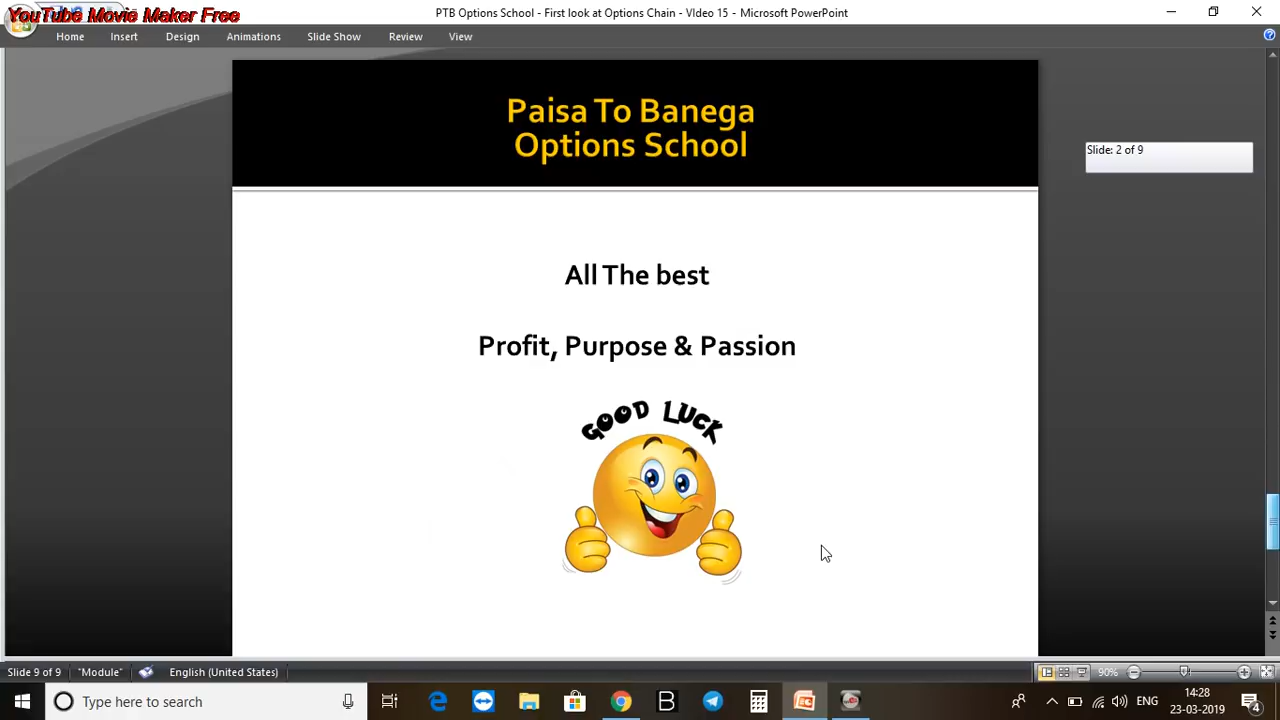 YouTube Movie Maker Free
PTB Options School - First look at Options Chain - VIdeo 15 - Microsoft PowerPoint
Home Insert Design Animations Slide Show Review View
Paisa To Banega
Options School
Slide: 2 of 9
All The best
Profit, Purpose & Passion
GOOD LUCK
Slide 9 of 9 "Module" English (United States) 90%
Type here to search
ENG
14:28
23-03-2019
4